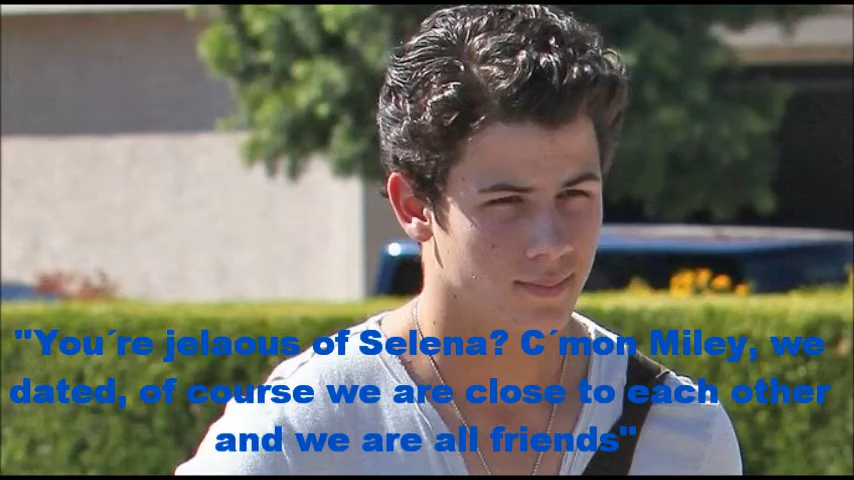 "You´re jelaous of Selena? C´mon Miley, we
dated, of course we are close to each other
and we are all friends"